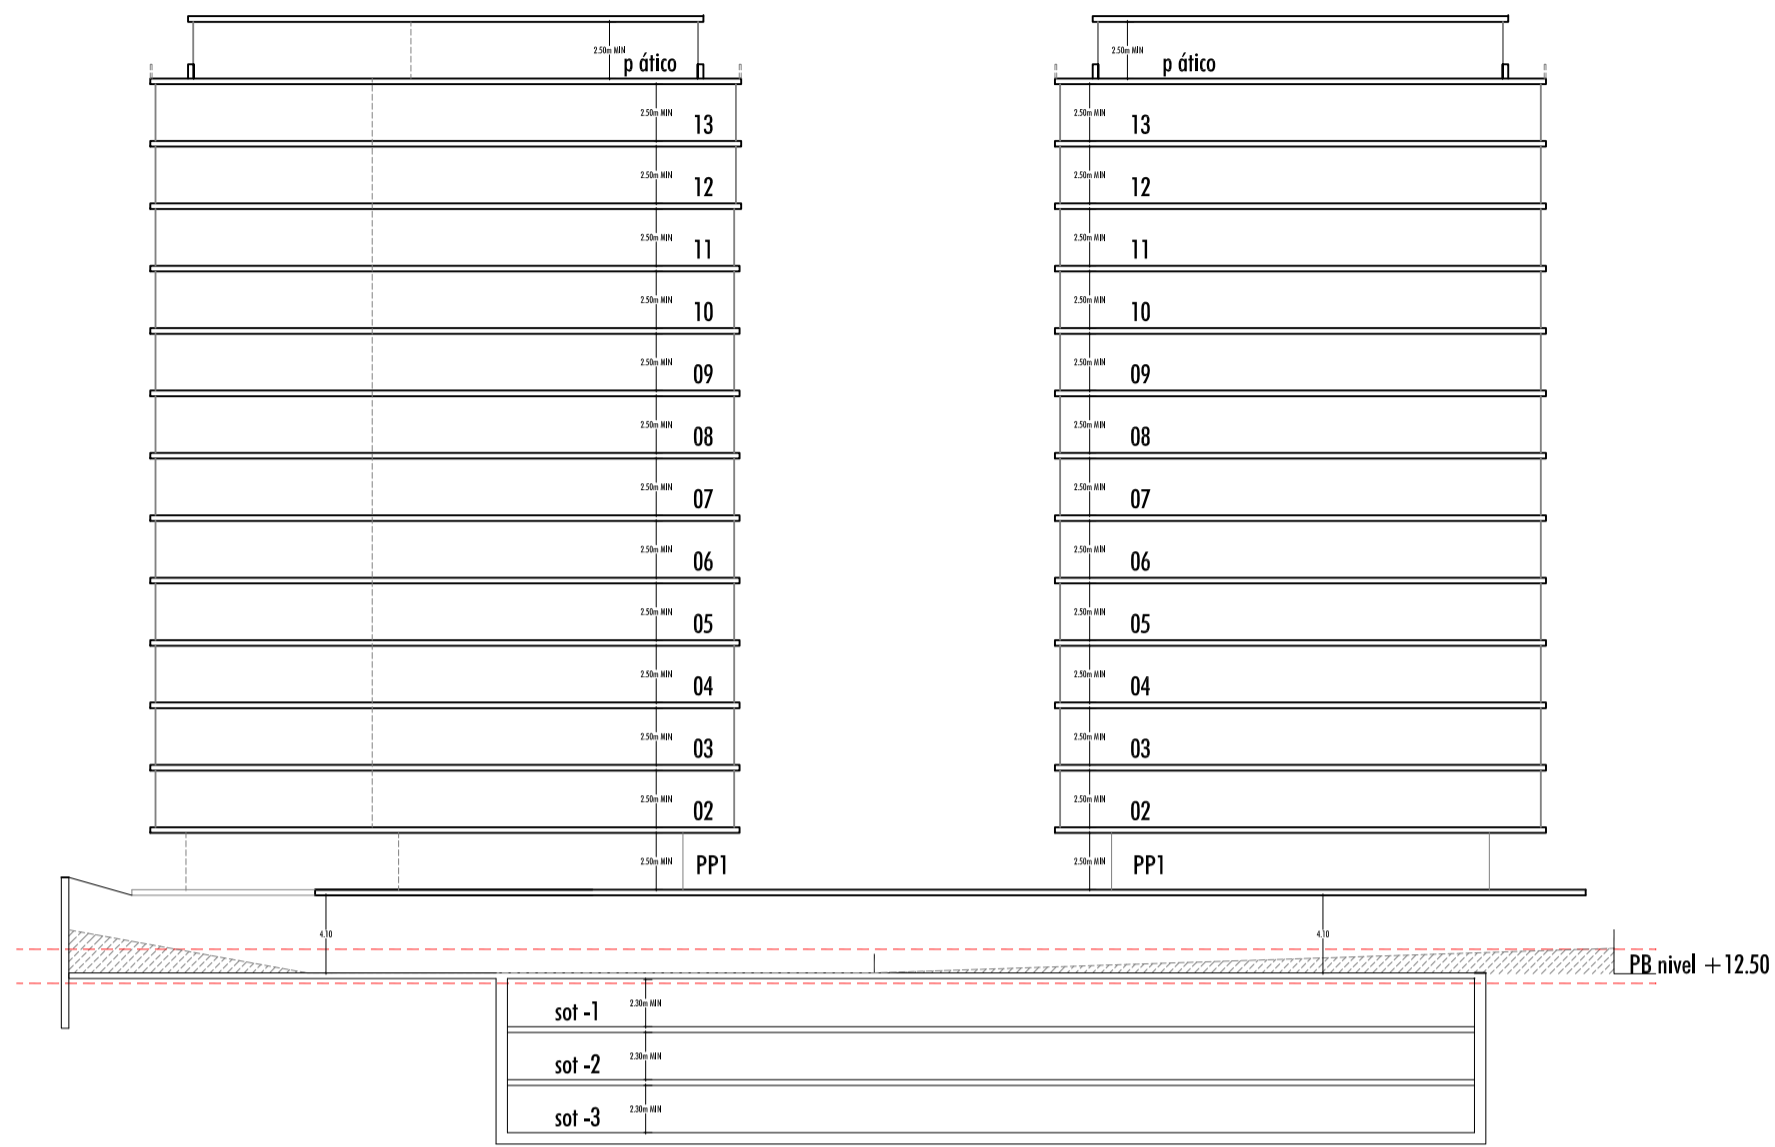 2.50m MIN 2.50m MIN
p ático p ático
2.50m MIN 13 2.50m MIN 13
2.50m MIN 12 2.50m MIN 12
2.50m MIN 11 2.50m MIN 11
2.50m MIN 10 2.50m MIN 10
2.50m MIN 09 2.50m MIN 09
2.50m MIN 08 2.50m MIN 08
2.50m MIN 07 2.50m MIN 07
2.50m MIN 06 2.50m MIN 06
2.50m MIN 05 2.50m MIN 05
2.50m MIN 04 2.50m MIN 04
2.50m MIN 03 2.50m MIN 03
2.50m MIN 02 2.50m MIN 02
2.50m MIN PP1 2.50m MIN PP1
4.10 4.10
PB nivel +12.50
sot -1 2.30m MIN
sot -2 2.30m MIN
sot -3 2.30m MIN